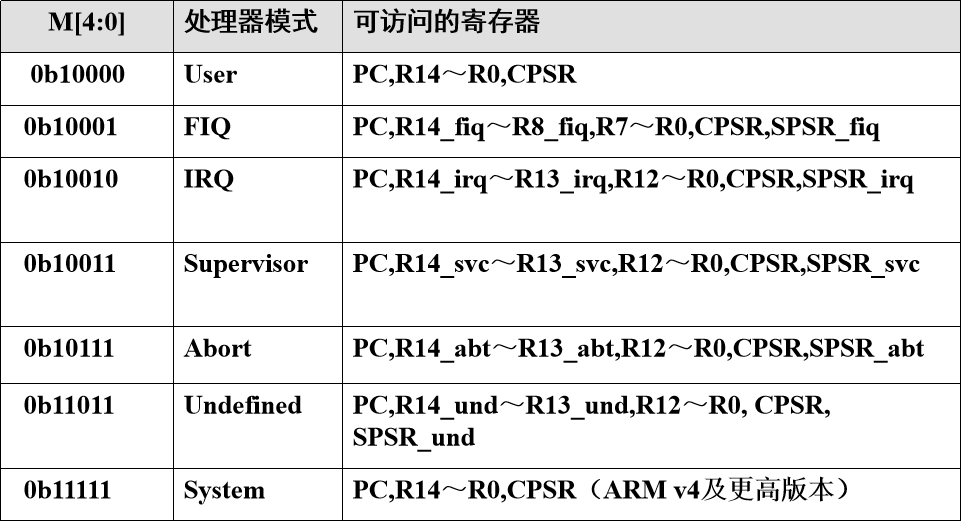 M[4:0] 处理器模式 可访问的寄存器
0b10000 User PC,R14～R0,CPSR
0b10001 FIQ PC,R14_fiq～R8_fiq,R7～R0,CPSR,SPSR_fiq
0b10010 IRQ PC,R14_irq～R13_irq,R12～R0,CPSR,SPSR_irq
0b10011 Supervisor PC,R14_svc～R13_svc,R12～R0,CPSR,SPSR_svc
0b10111 Abort PC,R14_abt～R13_abt,R12～R0,CPSR,SPSR_abt
0b11011 Undefined PC,R14_und～R13_und,R12～R0, CPSR,
SPSR_und
0b11111 System PC,R14～R0,CPSR（ARM v4及更高版本）